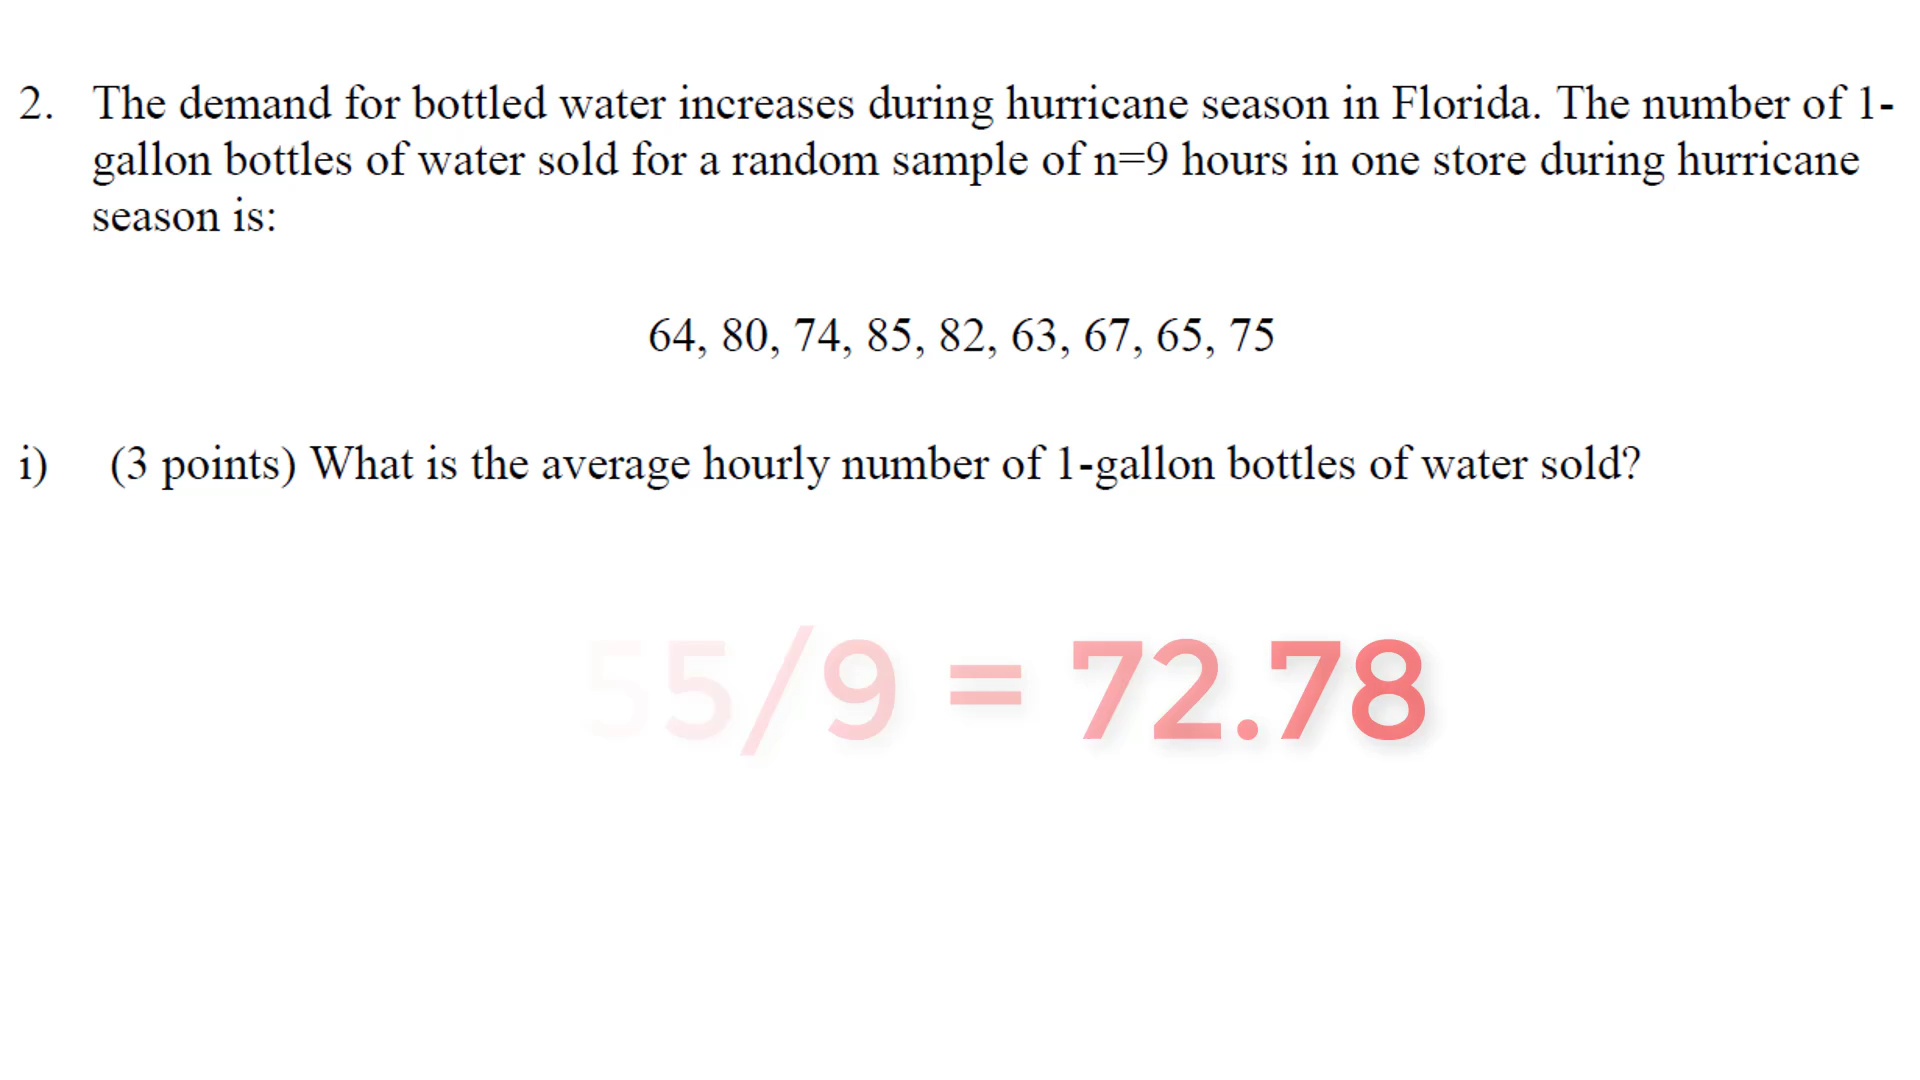 2. The demand for bottled water increases during hurricane season in Florida. The number of 1-
gallon bottles of water sold for a random sample of n=9 hours in one store during hurricane
season is:
64, 80, 74, 85, 82, 63, 67, 65, 75
i) (3 points) What is the average hourly number of 1-gallon bottles of water sold?
55/9 = 72.78